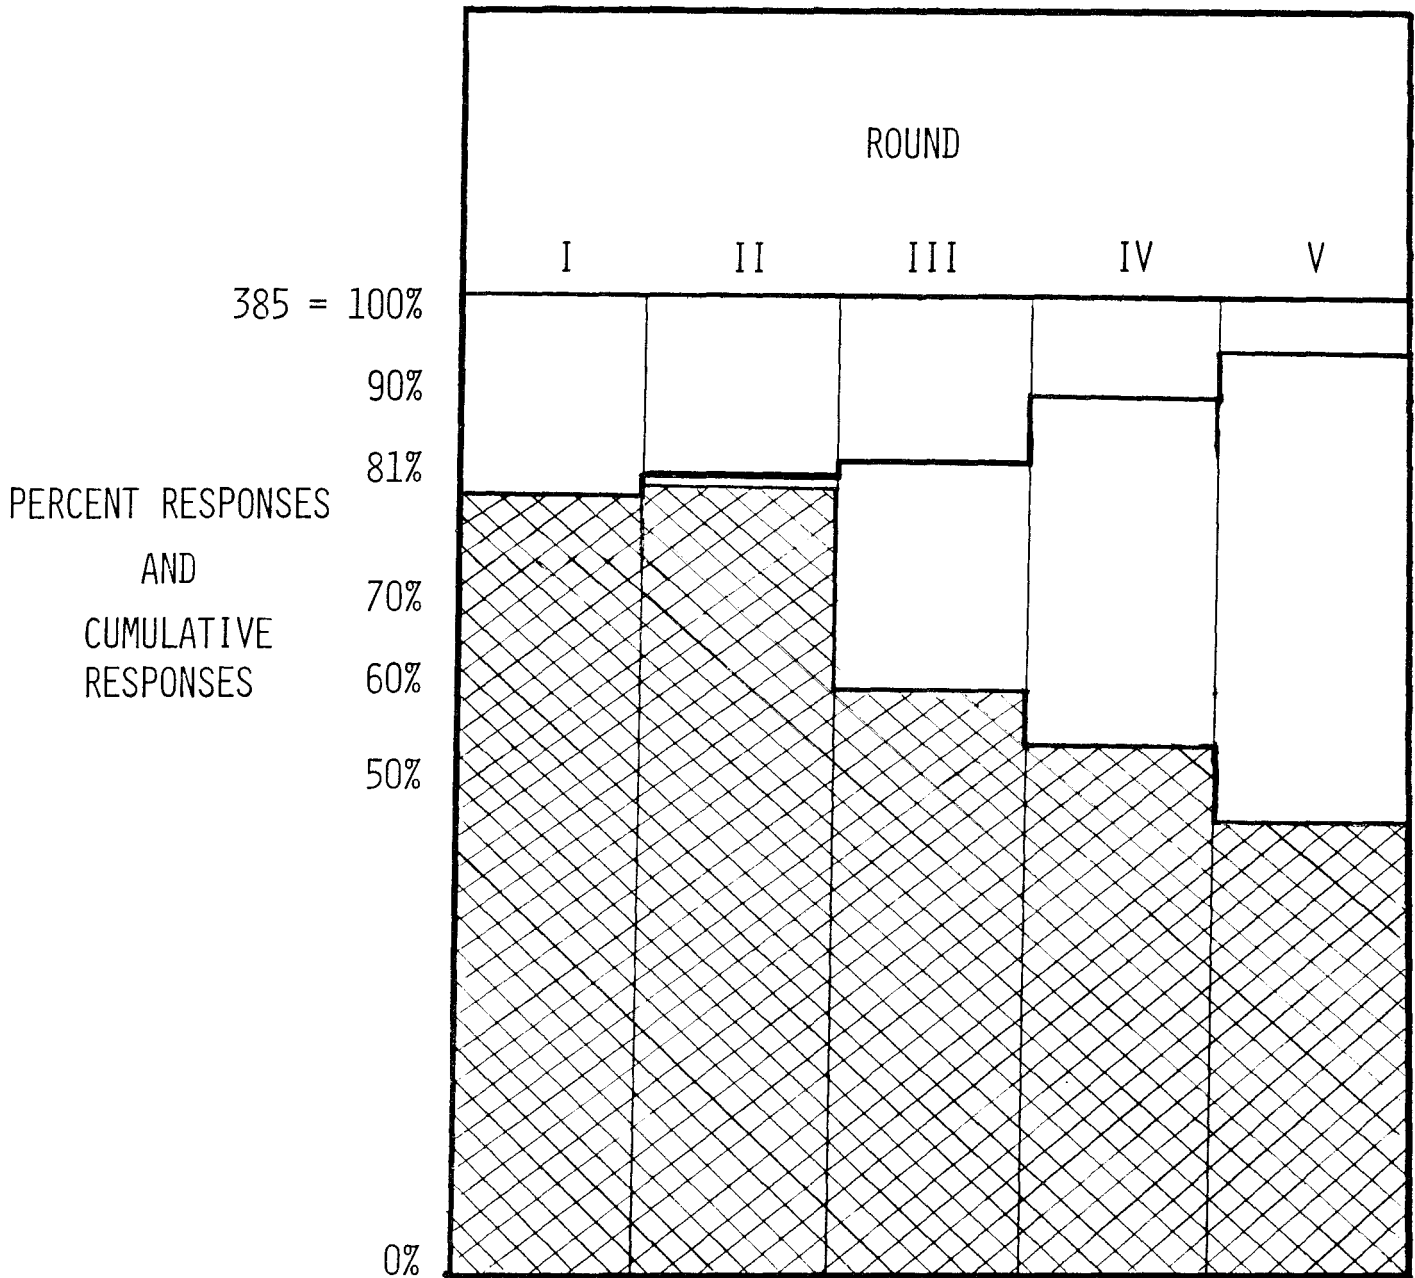 ROUND
I II III IV V
385 = 100%
90%
81%
PERCENT RESPONSES
AND
70%
CUMULATIVE
60%
RESPONSES
50%
0%